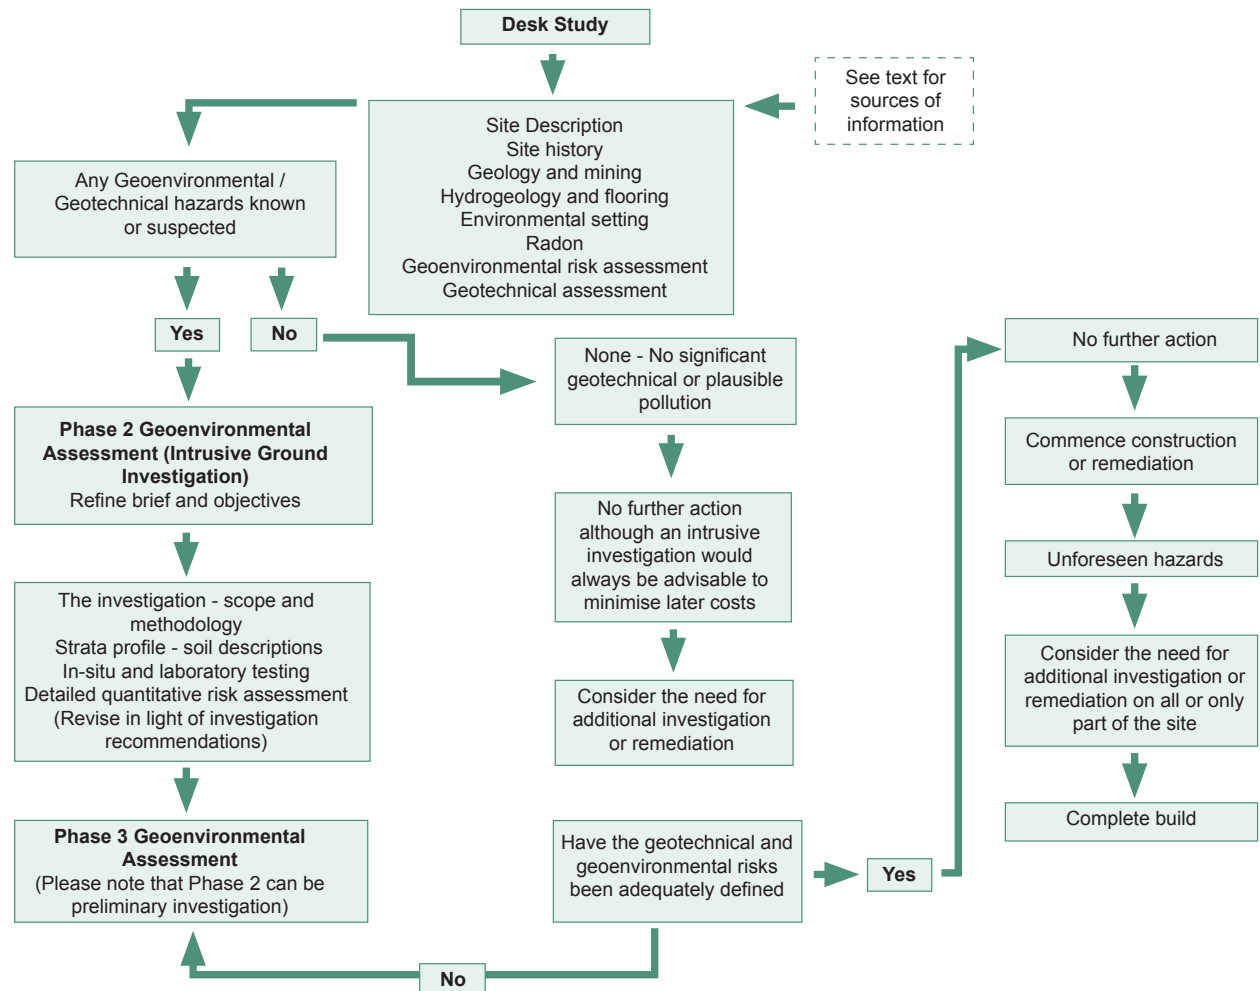 Desk Study
See text for
sources of
information
Site Description
Site history
Geology and mining
Hydrogeology and flooring
Environmental setting
Radon
Geoenvironmental risk assessment
Geotechnical assessment
Any Geoenvironmental /
Geotechnical hazards known
or suspected
Yes
No
None - No significant
geotechnical or plausible
pollution
No further action
although an intrusive
investigation would
always be advisable to
minimise later costs
Consider the need for
additional investigation
or remediation
Phase 2 Geoenvironmental
Assessment (Intrusive Ground
Investigation)
Refine brief and objectives
The investigation - scope and
methodology
Strata profile - soil descriptions
In-situ and laboratory testing
Detailed quantitative risk assessment
(Revise in light of investigation
recommendations)
Phase 3 Geoenvironmental
Assessment
(Please note that Phase 2 can be
preliminary investigation)
Have the geotechnical and
geoenvironmental risks
been adequately defined
Yes
No
No further action
Commence construction
or remediation
Unforeseen hazards
Consider the need for
additional investigation or
remediation on all or only
part of the site
Complete build